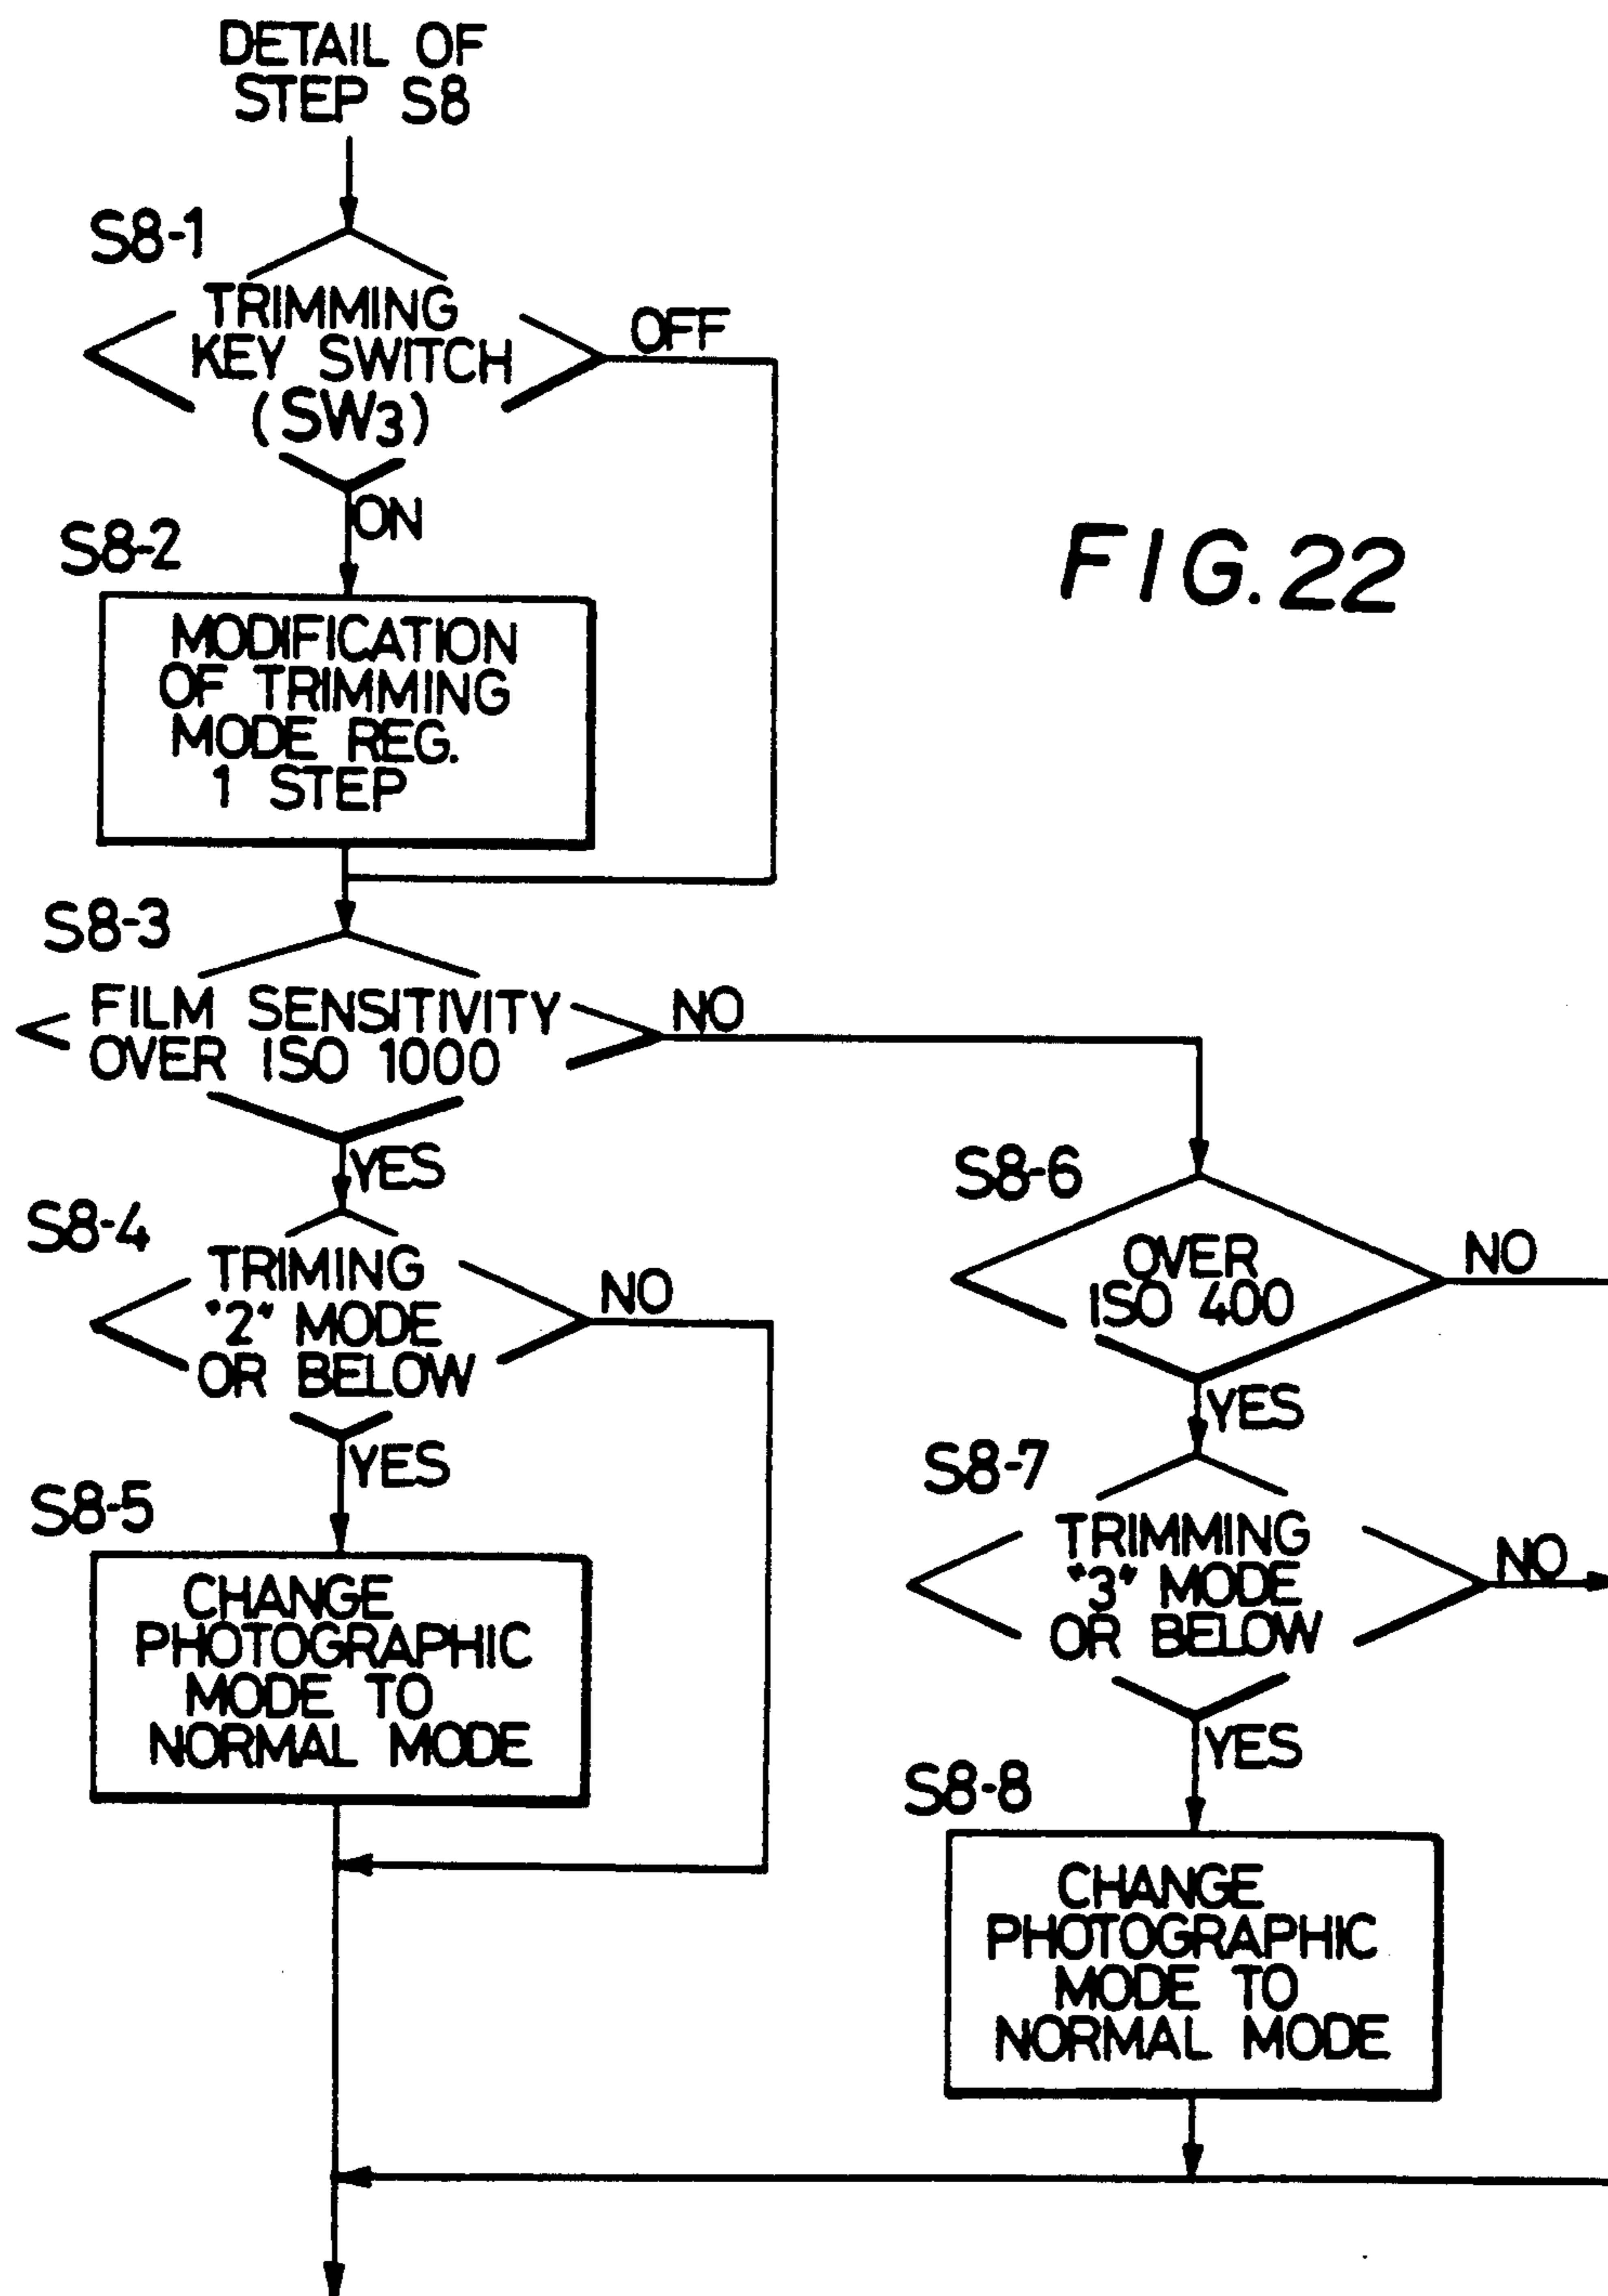 DETAIL OF
STEP S8
S8-1
TRIMMING
KEY SWITCH
(SW3)
OFF
ON
S8-2
MODIFICATION
OF TRIMMING
MODE REG.
1 STEP
FIG.22
S8-3
FILM SENSITIVITY
OVER ISO 1000
NO
YES
S8-4
TRIMING
"2" MODE
OR BELOW
NO
YES
S8-5
CHANGE
PHOTOGRAPHIC
MODE TO
NORMAL MODE
S8-6
OVER
ISO 400
NO
YES
S8-7
TRIMMING
"3" MODE
OR BELOW
NO
YES
S8-8
CHANGE
PHOTOGRAPHIC
MODE TO
NORMAL MODE